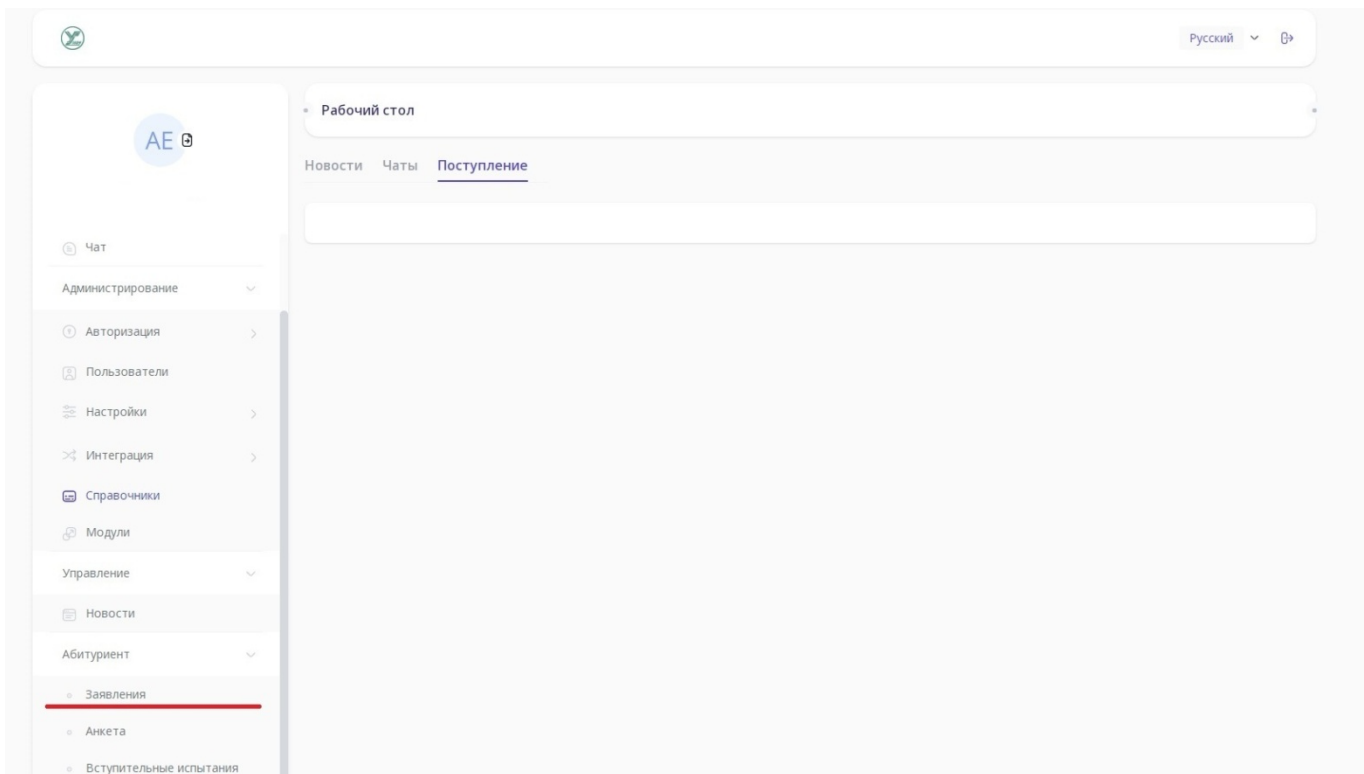 Русский
АЕ
Рабочий стол
Новости Чаты Поступление
Чат
Администрирование
Авторизация
Пользователи
Настройки
Интеграция
Справочники
Модули
Управление
Новости
Абитуриент
Заявления
Анкета
Вступительные испытания